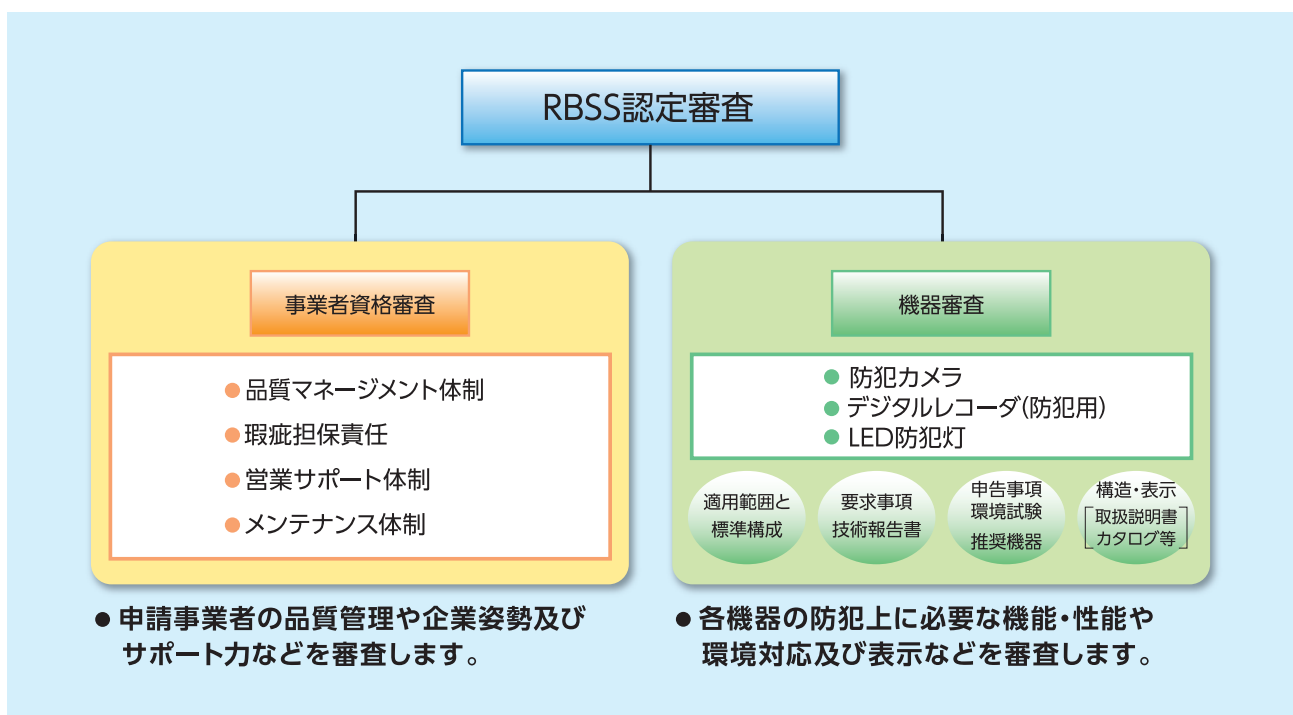 RBSS認定審査
事業者資格審査
●品質マネージメント体制
●瑕疵担保責任
●営業サポート体制
●メンテナンス体制
●申請事業者の品質管理や企業姿勢及び
サポート力などを審査します。
機器審査
●防犯カメラ
●デジタルレコーダ(防犯用)
●LED防犯灯
適用範囲と
標準構成
要求事項
技術報告書
申告事項
環境試験
推奨機器
構造・表示
[取扱説明書
カタログ等]
●各機器の防犯上に必要な機能・性能や
環境対応及び表示などを審査します。